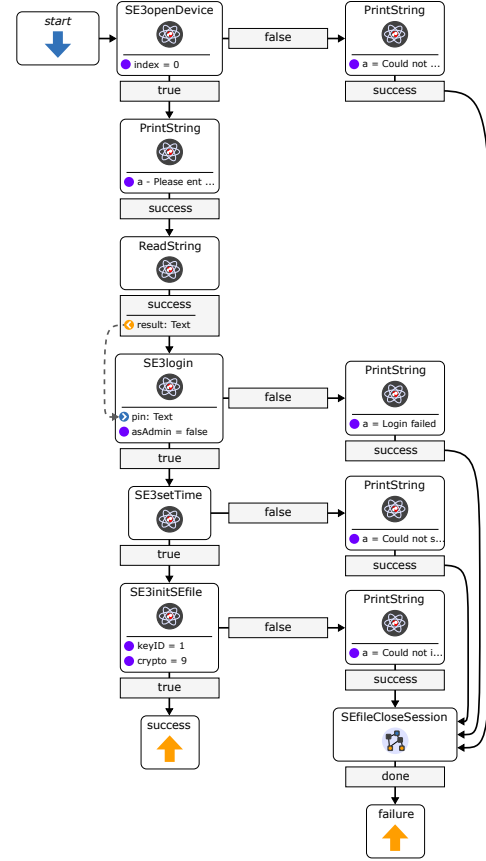 start
SE3openDevice
index = 0
false
PrintString
a = Could not ...
true
success
PrintString
a - Please ent ...
success
ReadString
success
result: Text
SE3login
pin: Text
asAdmin = false
false
PrintString
a = Login failed
true
success
SE3setTime
false
PrintString
a = Could not s...
true
success
SE3initSEfile
keyID = 1
crypto = 9
false
PrintString
a = Could not i...
true
success
success
SEfileCloseSession
done
failure